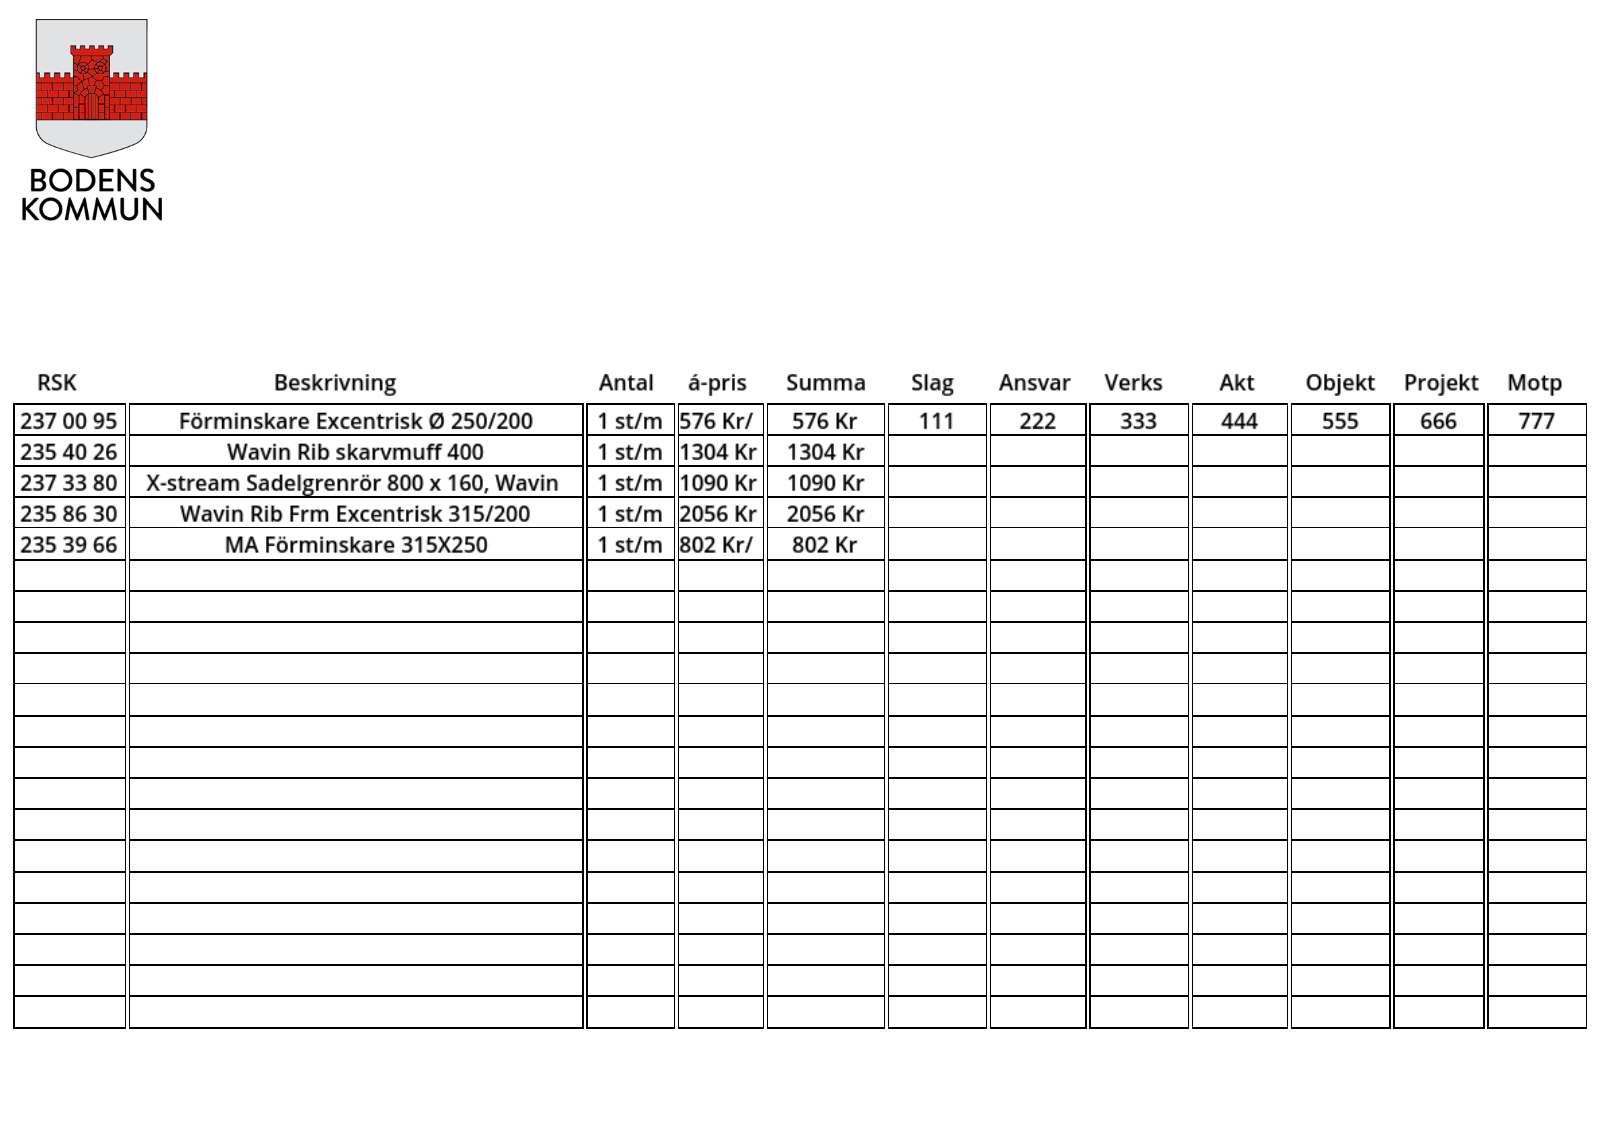 BODENS
KOMMUN
RSK Beskrivning Antal á-pris Summa Slag Ansvar Verks Akt Objekt Projekt Motp
237 00 95 Förminskare Excentrisk Ø 250/200 1 st/m 576 Kr/ 576 Kr 111 222 333 444 555 666 777
235 40 26 Wavin Rib skarvmuff 400 1 st/m 1304 Kr 1304 Kr
237 33 80 X-stream Sadelgrenrör 800 x 160, Wavin 1 st/m 1090 Kr 1090 Kr
235 86 30 Wavin Rib Frm Excentrisk 315/200 1 st/m 2056 Kr 2056 Kr
235 39 66 MA Förminskare 315X250 1 st/m 802 Kr/ 802 Kr